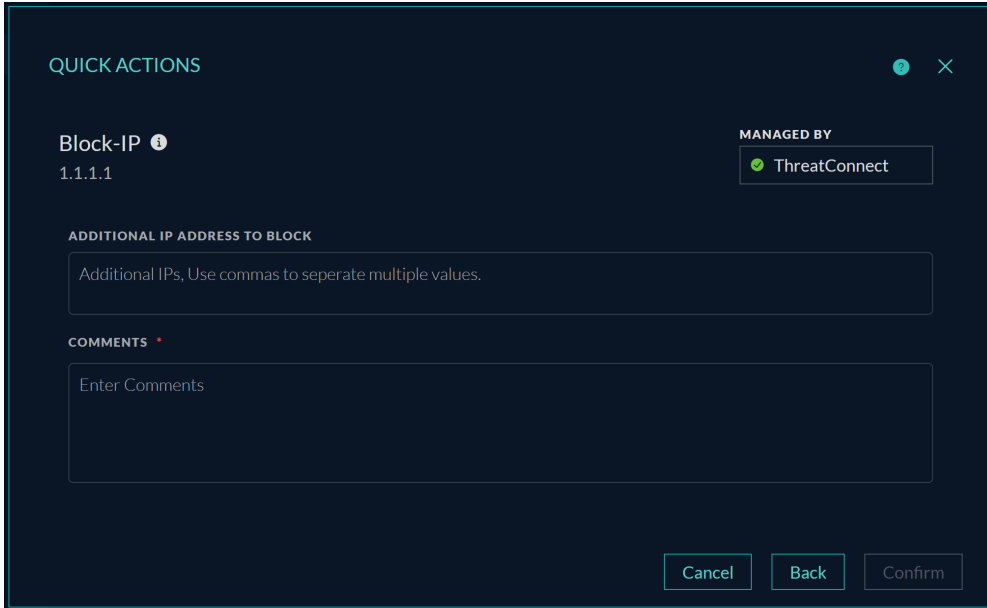 QUICK ACTIONS
?
Block-IP i
1.1.1.1
MANAGED BY
ThreatConnect
ADDITIONAL IP ADDRESS TO BLOCK
Additional IPs, Use commas to seperate multiple values.
COMMENTS *
Enter Comments
Cancel
Back
Confirm